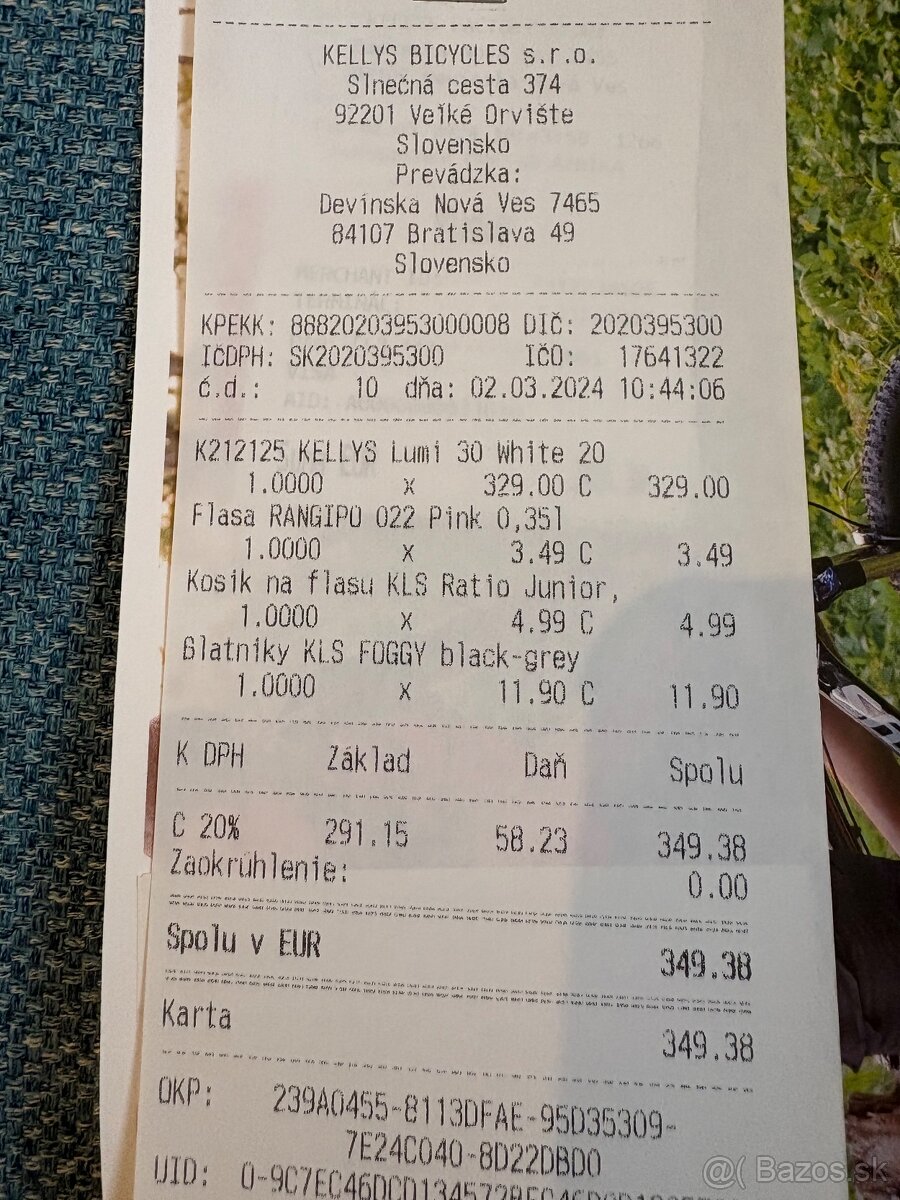 KELLYS BICYCLES s.r.o.
Slnečná cesta 374
92201 Veľké Orvište
Slovensko
Prevádzka:
Devínska Nová Ves 7465
84107 Bratislava 49
Slovensko
KPEKK: 88820203953000008 DIČ: 2020395300
IČDPH: SK2020395300 IČO: 17641322
č.d.: 10 dňa: 02.03.2024 10:44:06
K212125 KELLYS Lumi 30 White 20
1.0000 x 329.00 C 329.00
Flasa RANGIPO 022 Pink 0,35l
1.0000 x 3.49 C 3.49
Kosik na flasu KLS Ratio Junior,
1.0000 x 4.99 C 4.99
Blatniky KLS FOGGY black-grey
1.0000 x 11.90 C 11.90
K DPH Základ Daň Spolu
C 20% 291.15 58.23 349.38
Zaokrúhlenie: 0.00
Spolu v EUR 349.38
Karta 349.38
OKP: 239A0455-8113DFAE-95D35309-
7E24C040-8D22DBD0
UID:
@( Bazos.sk